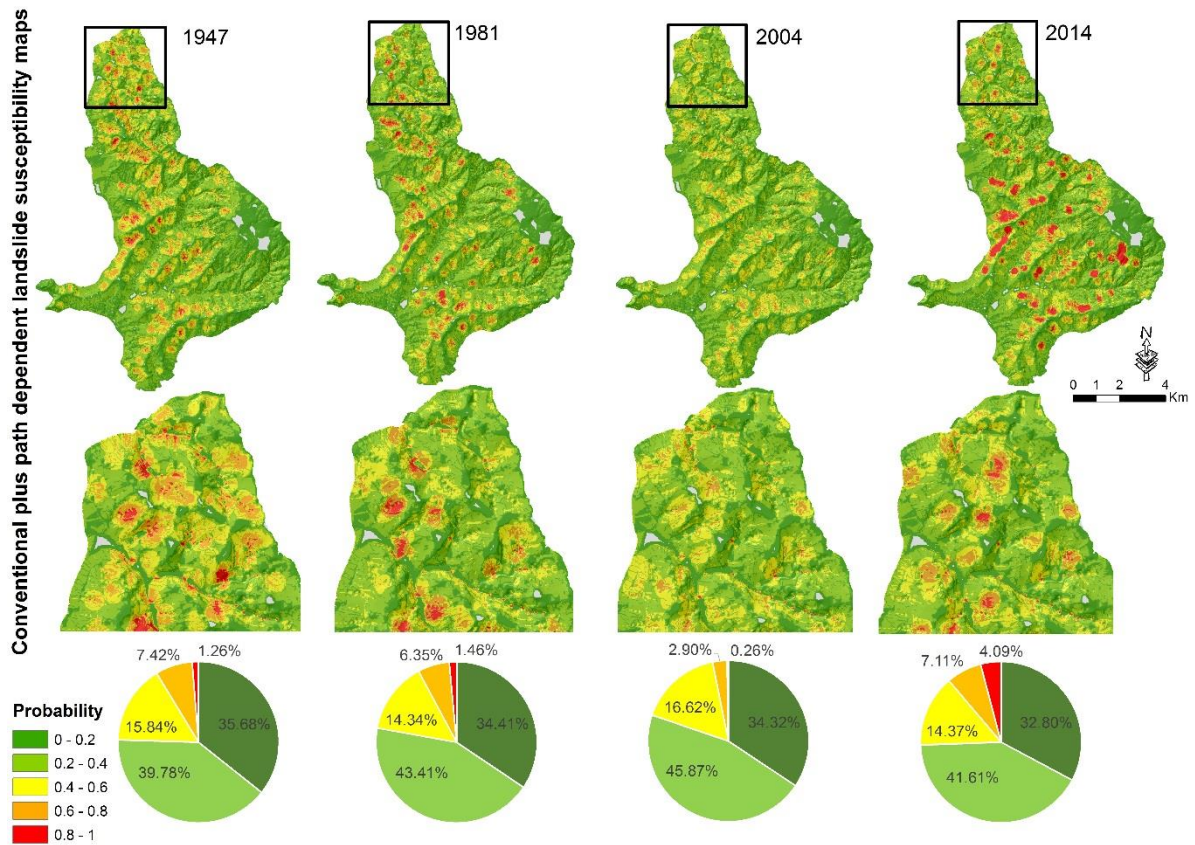 Conventional plus path dependent landslide susceptibility maps
1947
1981
2004
2014
N
0 1 2 4
Km
7.42%
1.26%
15.84%
35.68%
39.78%
6.35%
1.46%
14.34%
34.41%
43.41%
2.90%
0.26%
16.62%
34.32%
45.87%
7.11%
4.09%
14.37%
32.80%
41.61%
Probability
0 - 0.2
0.2 - 0.4
0.4 - 0.6
0.6 - 0.8
0.8 - 1